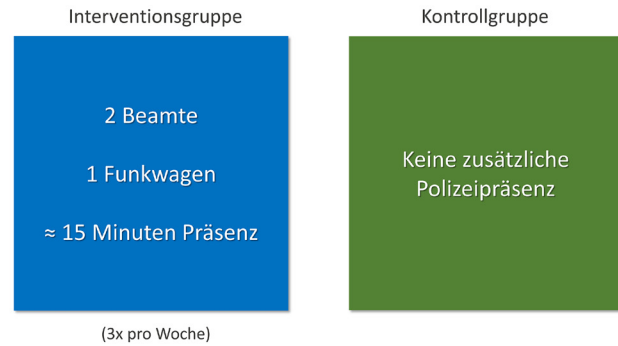 Interventionsgruppe
2 Beamte
1 Funkwagen
≈ 15 Minuten Präsenz
(3x pro Woche)
Kontrollgruppe
Keine zusätzliche
Polizeipräsenz